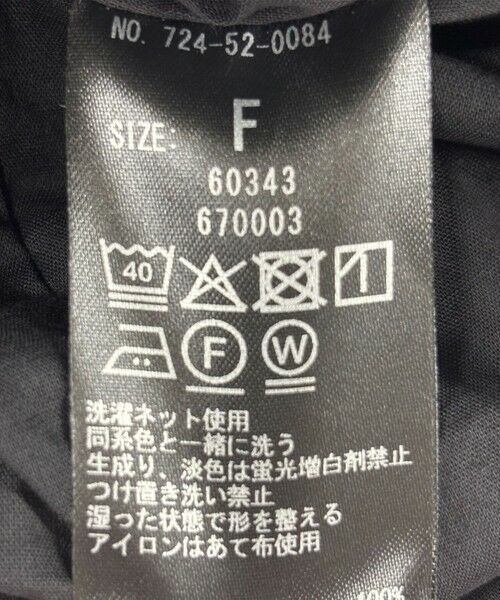 NO. 724-52-0084
SIZE: F
60343
670003
40
F W
洗濯ネット使用
同系色と一緒に洗う
生成り、淡色は蛍光増白剤禁止
つけ置き洗い禁止
湿った状態で形を整える
アイロンはあて布使用
100%